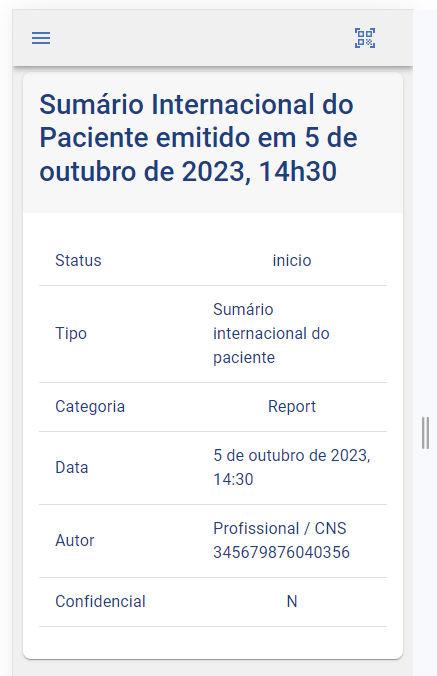 Sumário Internacional do
Paciente emitido em 5 de
outubro de 2023, 14h30
Status inicio
Tipo Sumário
internacional do
paciente
Categoria Report
Data 5 de outubro de 2023,
14:30
Autor Profissional / CNS
345679876040356
Confidencial N